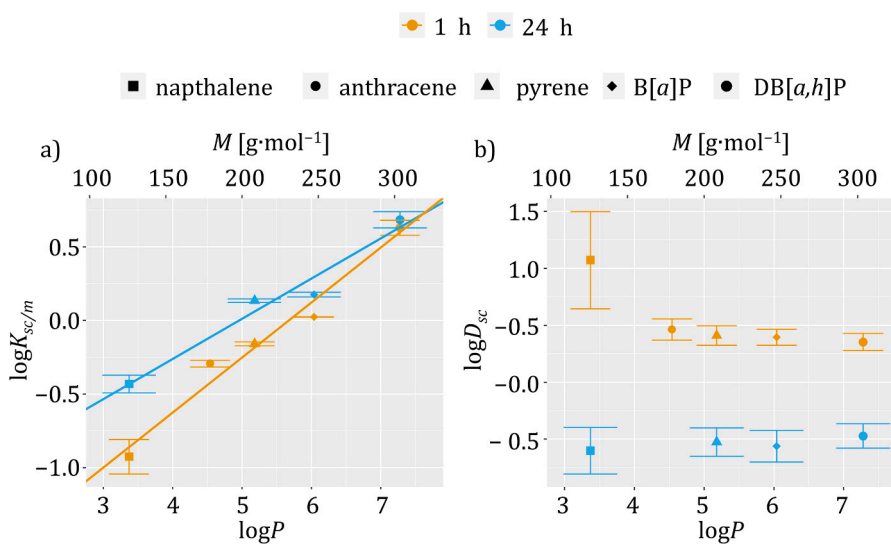 1 h 24 h
napthalene anthracene pyrene B[a]P DB[a,h]P
a) M [g·mol−1]
100 150 200 250 300
0.5
0.0
−0.5
−1.0
logKsc/m
3 4 5 6 7
logP
b) M [g·mol−1]
100 150 200 250 300
1.5
1.0
−0.5
−0.0
− 0.5
logDsc
3 4 5 6 7
logP